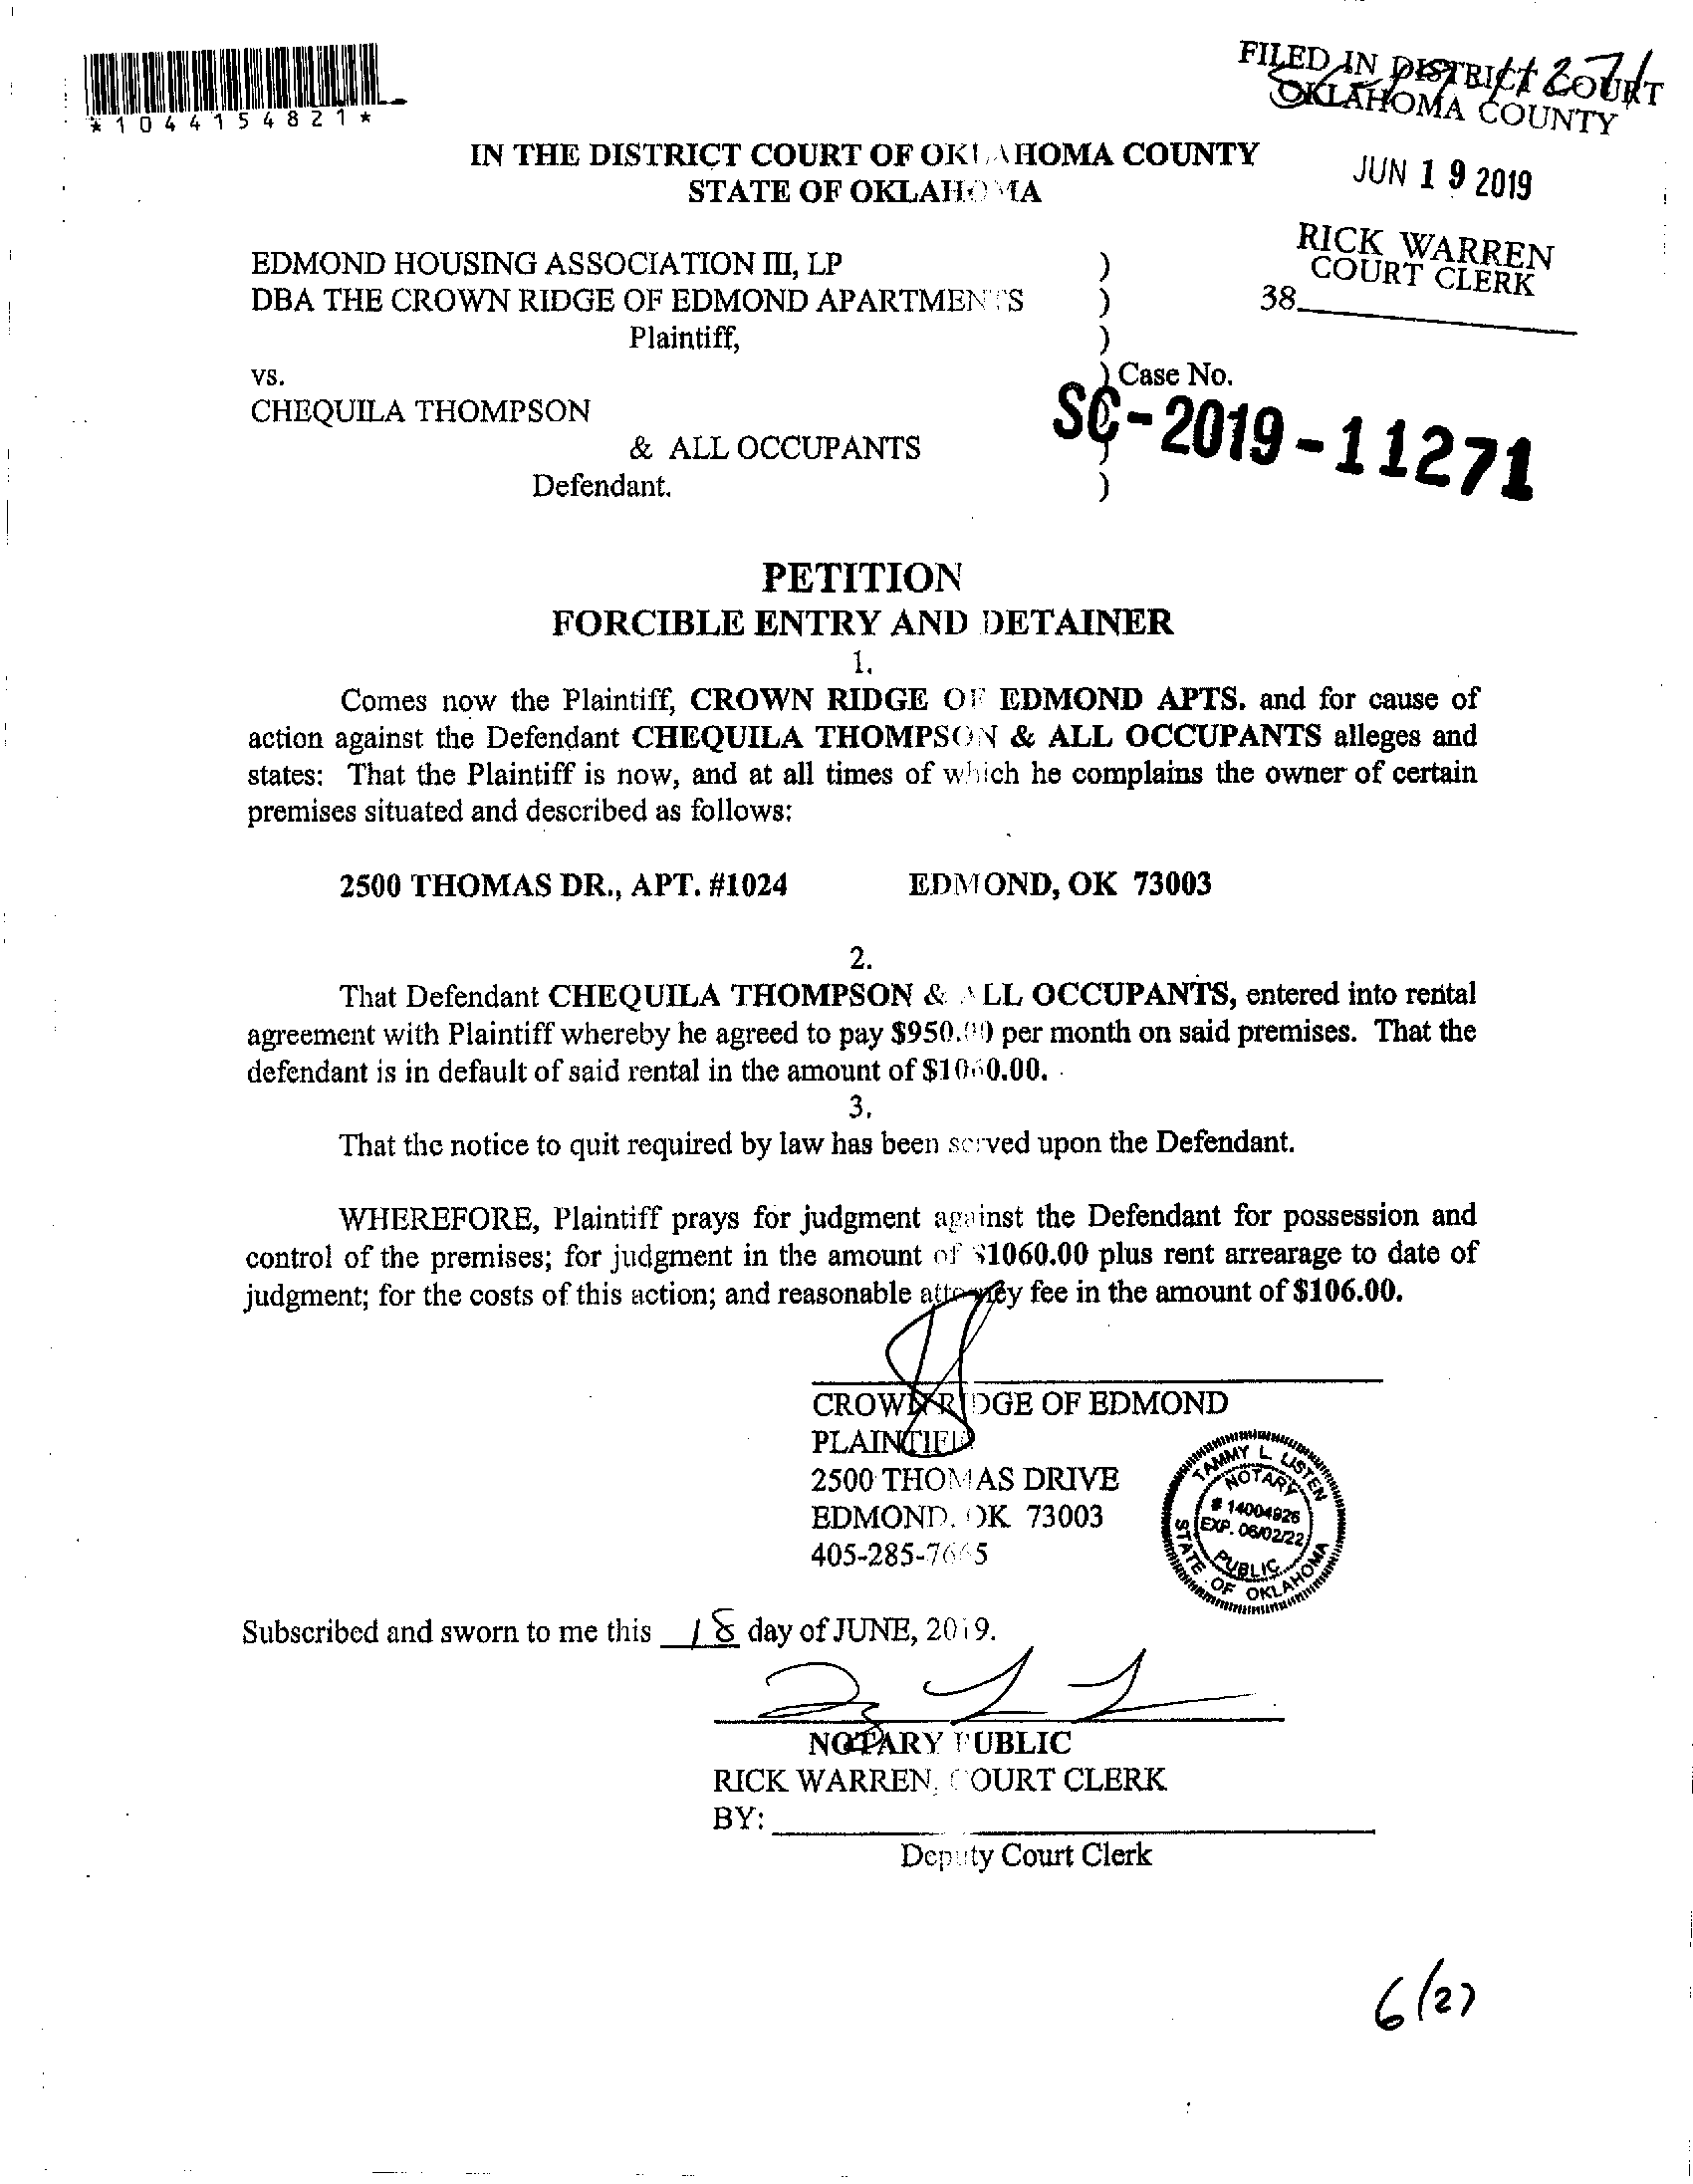 *1044154821*
FILED IN DISTRICT COURT
OKLAHOMA COUNTY
JUN 19 2019
RICK WARREN
COURT CLERK
38
IN THE DISTRICT COURT OF OKLAHOMA COUNTY
STATE OF OKLAHOMA
EDMOND HOUSING ASSOCIATION III, LP )
DBA THE CROWN RIDGE OF EDMOND APARTMENTS )
Plaintiff, )
vs. ) Case No.
CHEQUILA THOMPSON
SC-2019-11271
& ALL OCCUPANTS )
Defendant. )
PETITION
FORCIBLE ENTRY AND DETAINER
1.
Comes now the Plaintiff, CROWN RIDGE OF EDMOND APTS. and for cause of
action against the Defendant CHEQUILA THOMPSON & ALL OCCUPANTS alleges and
states: That the Plaintiff is now, and at all times of which he complains the owner of certain
premises situated and described as follows:
2500 THOMAS DR., APT. #1024 EDMOND, OK 73003
2.
That Defendant CHEQUILA THOMPSON & ALL OCCUPANTS, entered into rental
agreement with Plaintiff whereby he agreed to pay $950.00 per month on said premises. That the
defendant is in default of said rental in the amount of $1060.00.
3.
That the notice to quit required by law has been served upon the Defendant.
WHEREFORE, Plaintiff prays for judgment against the Defendant for possession and
control of the premises; for judgment in the amount of $1060.00 plus rent arrearage to date of
judgment; for the costs of this action; and reasonable attorney fee in the amount of $106.00.
CROWN RIDGE OF EDMOND
PLAINTIFF
2500 THOMAS DRIVE
EDMOND, OK 73003
405-285-7665
TAMMY L. LISTEN
NOTARY
# 14004926
EXP. 06/02/22
PUBLIC
STATE OF OKLAHOMA
Subscribed and sworn to me this 18 day of JUNE, 2019.
NOTARY PUBLIC
RICK WARREN, COURT CLERK
BY:
Deputy Court Clerk
6/27